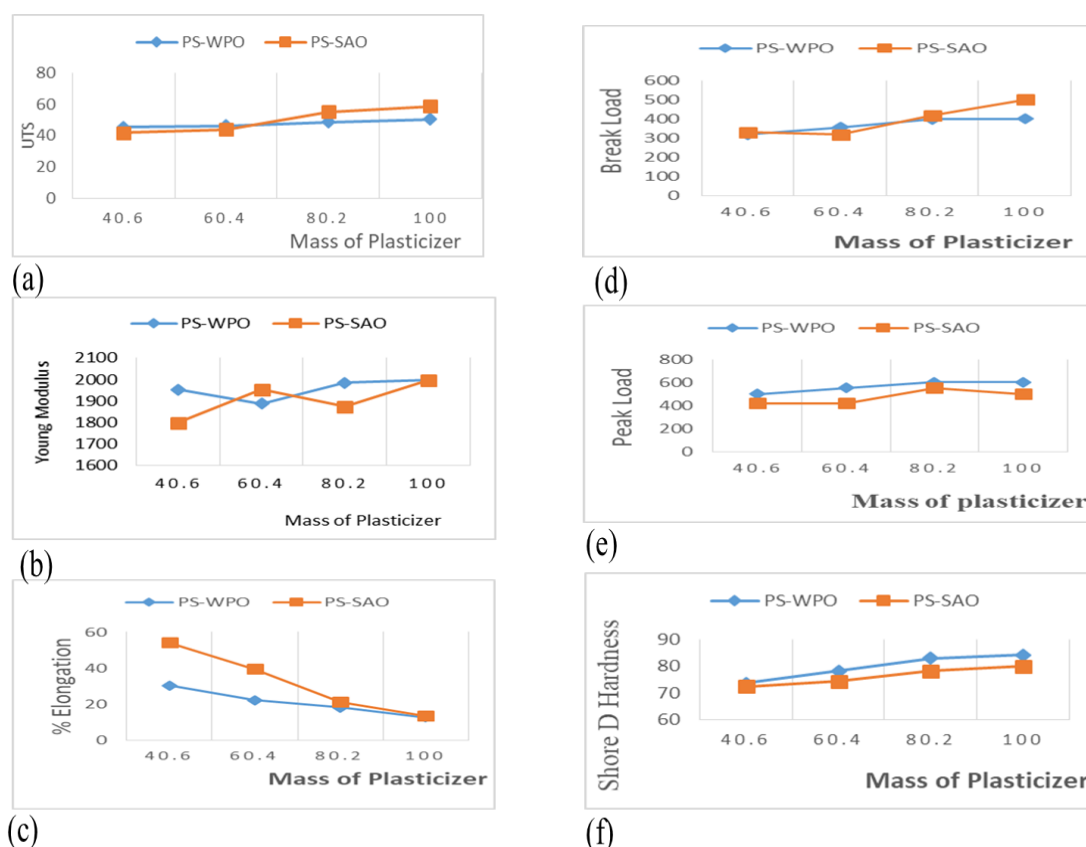 PS-WPO PS-SAO
UTS
80
60
40
20
0
40.6 60.4 80.2 100
Mass of Plasticizer
(a)
PS-WPO PS-SAO
Young Modulus
2100
2000
1900
1800
1700
1600
40.6 60.4 80.2 100
Mass of Plasticizer
(b)
PS-WPO PS-SAO
% Elongation
60
40
20
0
40.6 60.4 80.2 100
Mass of Plasticizer
(c)
PS-WPO PS-SAO
Break Load
600
500
400
300
200
100
0
40.6 60.4 80.2 100
Mass of Plasticizer
(d)
PS-WPO PS-SAO
Peak Load
800
600
400
200
0
40.6 60.4 80.2 100
Mass of plasticizer
(e)
PS-WPO PS-SAO
Shore D Hardness
90
80
70
60
40.6 60.4 80.2 100
Mass of Plasticizer
(f)